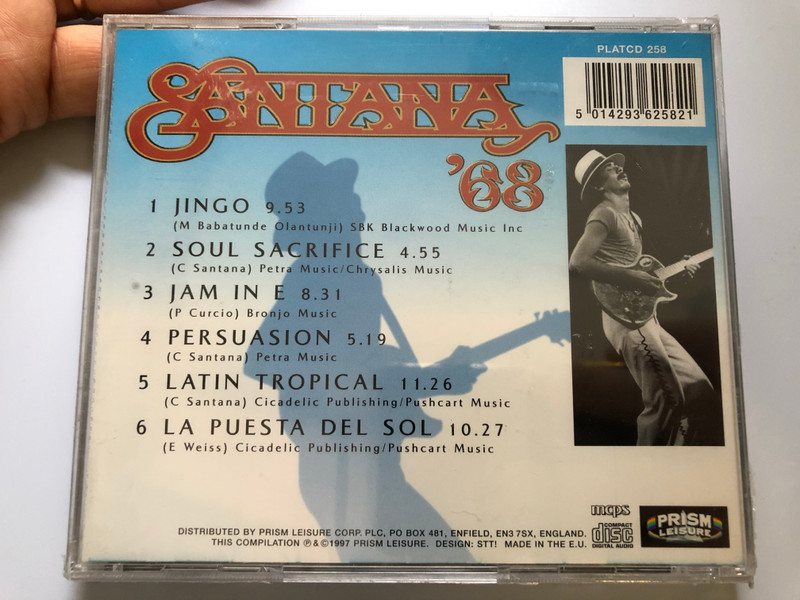 PLATCD 258
5 014293 625821
SANTANA
'68
1 JINGO 9.53
(M Babatunde Olantunji) SBK Blackwood Music Inc
2 SOUL SACRIFICE 4.55
(C Santana) Petra Music/Chrysalis Music
3 JAM IN E 8.31
(P Curcio) Bronjo Music
4 PERSUASION 5.19
(C Santana) Petra Music
5 LATIN TROPICAL 11.26
(C Santana) Cicadelic Publishing/Pushcart Music
6 LA PUESTA DEL SOL 10.27
(E Weiss) Cicadelic Publishing/Pushcart Music
mcps
COMPACT
disc
DIGITAL AUDIO
PRISM
LEISURE
DISTRIBUTED BY PRISM LEISURE CORP. PLC, PO BOX 481, ENFIELD, EN3 7SX, ENGLAND.
THIS COMPILATION ℗ & © 1997 PRISM LEISURE. DESIGN: STT! MADE IN THE E.U.